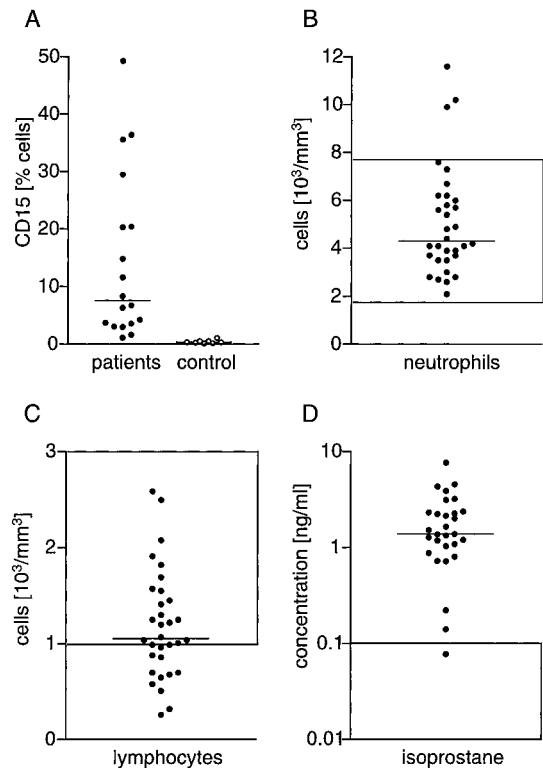 A
B
50
40
30
20
10
0
CD15 [% cells]
patients
control
12
10
8
6
4
2
0
cells [10³/mm³]
neutrophils
C
D
3
2
1
0
cells [10³/mm³]
lymphocytes
10
1
0.1
0.01
concentration [ng/ml]
isoprostane